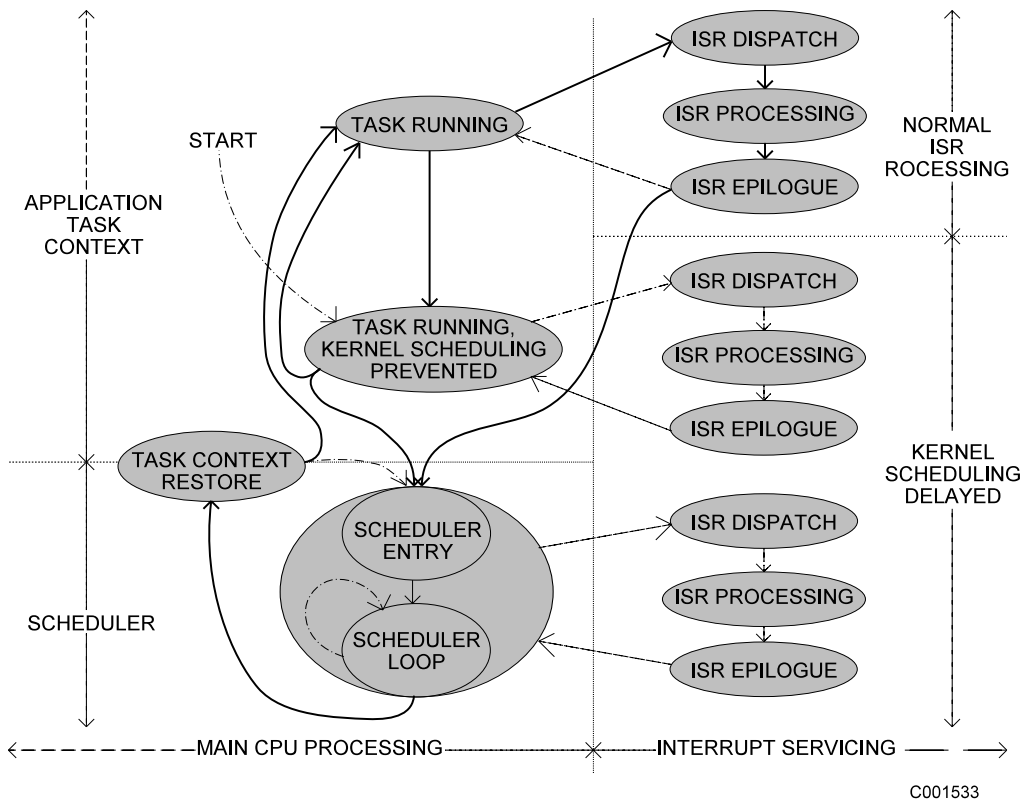 ISR DISPATCH
ISR PROCESSING
ISR EPILOGUE
NORMAL
ISR
ROCESSING
TASK RUNNING
START
APPLICATION
TASK
CONTEXT
ISR DISPATCH
ISR PROCESSING
ISR EPILOGUE
TASK RUNNING,
KERNEL SCHEDULING
PREVENTED
TASK CONTEXT
RESTORE
KERNEL
SCHEDULING
DELAYED
SCHEDULER
ENTRY
SCHEDULER
LOOP
ISR DISPATCH
ISR PROCESSING
ISR EPILOGUE
SCHEDULER
MAIN CPU PROCESSING
INTERRUPT SERVICING
C001533